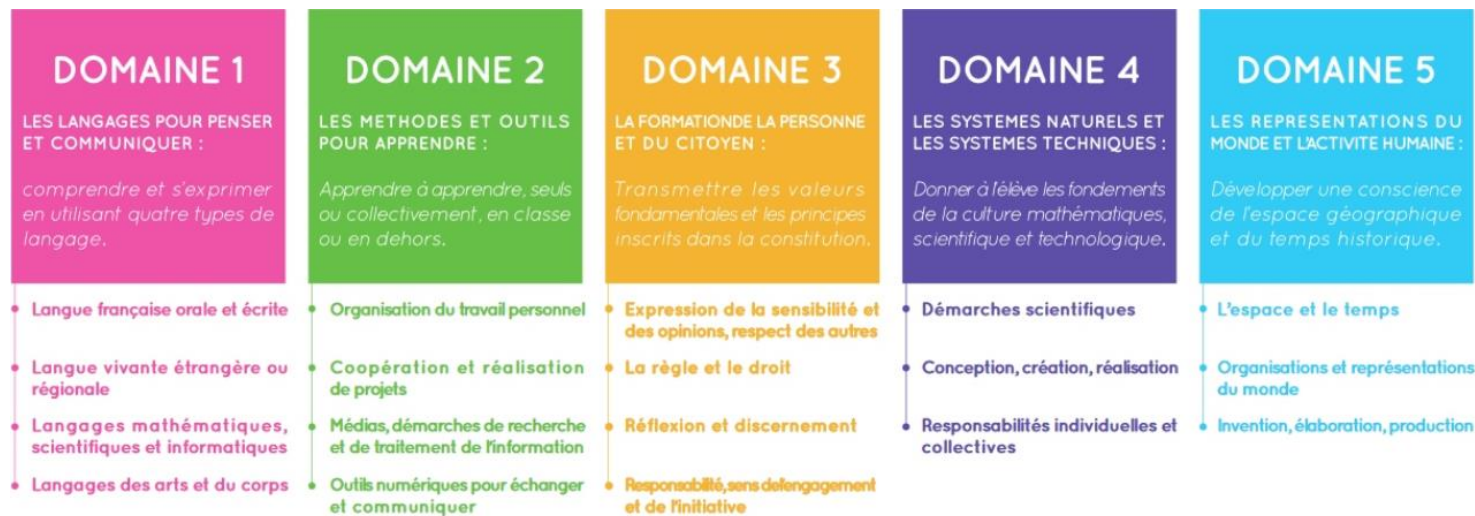 DOMAINE 1
LES LANGAGES POUR PENSER
ET COMMUNIQUER :
comprendre et s'exprimer
en utilisant quatre types de
langage.
Langue française orale et écrite
Langue vivante étrangère ou
régionale
Langages mathématiques,
scientifiques et informatiques
Langages des arts et du corps
DOMAINE 2
LES METHODES ET OUTILS
POUR APPRENDRE :
Apprendre à apprendre, seuls
ou collectivement, en classe
ou en dehors.
Organisation du travail personnel
Coopération et réalisation
de projets
Médias, démarches de recherche
et de traitement de l'information
Outils numériques pour échanger
et communiquer
DOMAINE 3
LA FORMATIONDE LA PERSONNE
ET DU CITOYEN :
Transmettre les valeurs
fondamentales et les principes
inscrits dans la constitution.
Expression de la sensibilité et
des opinions, respect des autres
La règle et le droit
Réflexion et discernement
Responsabilité, sens de l'engagement
et de l'initiative
DOMAINE 4
LES SYSTEMES NATURELS ET
LES SYSTEMES TECHNIQUES :
Donner à l'élève les fondements
de la culture mathématiques,
scientifique et technologique.
Démarches scientifiques
Conception, création, réalisation
Responsabilités individuelles et
collectives
DOMAINE 5
LES REPRESENTATIONS DU
MONDE ET L'ACTIVITE HUMAINE :
Développer une conscience
de l'espace géographique
et du temps historique.
L'espace et le temps
Organisations et représentations
du monde
Invention, élaboration, production